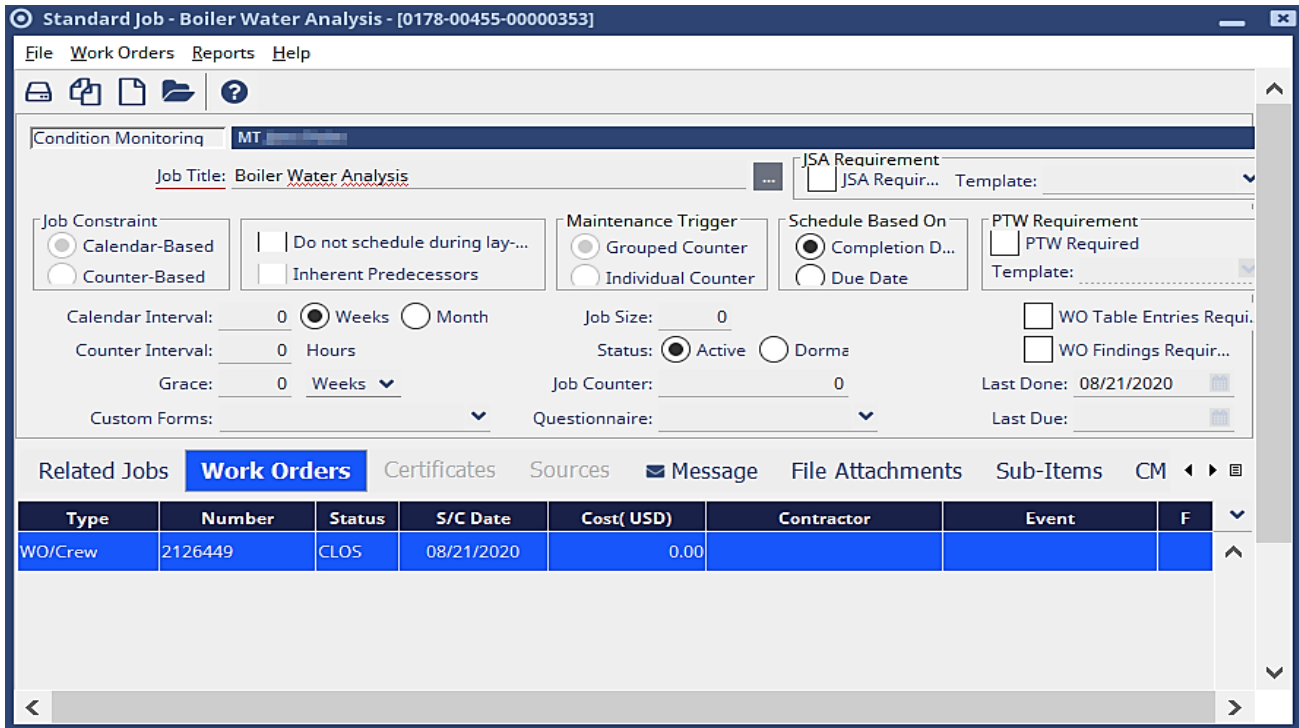 Standard Job - Boiler Water Analysis - [0178-00455-00000353]
File Work Orders Reports Help
Condition Monitoring MT
JSA Requirement
Job Title: Boiler Water Analysis ... JSA Requir... Template:
Job Constraint Maintenance Trigger Schedule Based On PTW Requirement
Calendar-Based Do not schedule during lay-... Grouped Counter Completion D... PTW Required
Counter-Based Inherent Predecessors Individual Counter Due Date Template:
Calendar Interval: 0 Weeks Month Job Size: 0 WO Table Entries Requi.
Counter Interval: 0 Hours Status: Active Dorma WO Findings Requir...
Grace: 0 Weeks Job Counter: 0 Last Done: 08/21/2020
Custom Forms: Questionnaire: Last Due:
Related Jobs Work Orders Certificates Sources Message File Attachments Sub-Items CM
Type Number Status S/C Date Cost( USD) Contractor Event F
WO/Crew 2126449 CLOS 08/21/2020 0.00